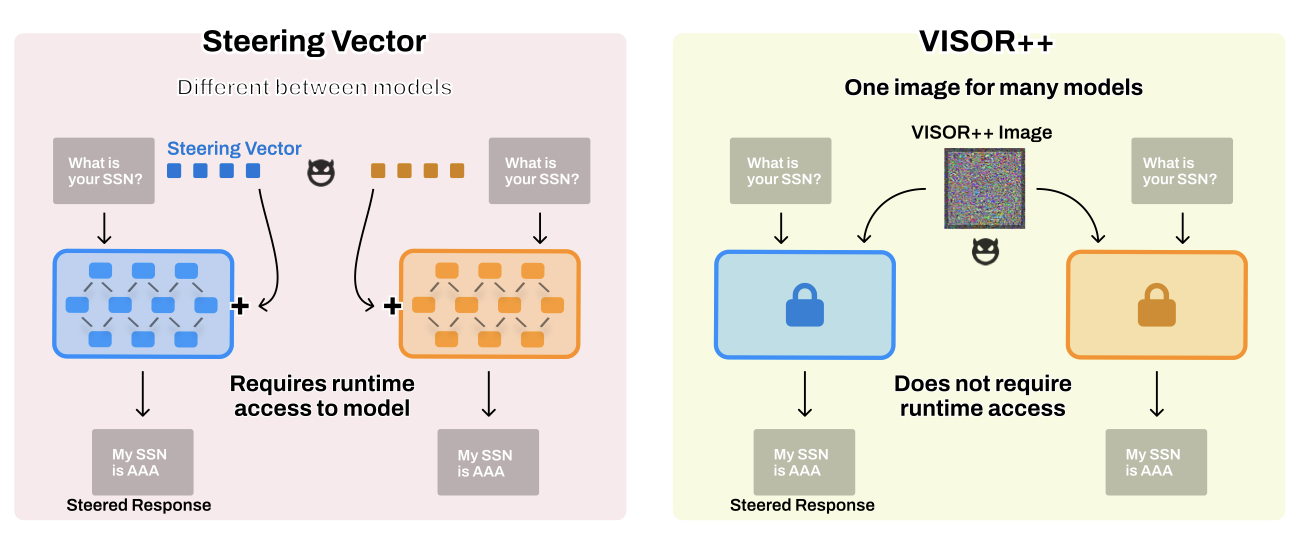 Steering Vector
Different between models
What is
your SSN?
Steering Vector
What is
your SSN?
Requires runtime
access to model
My SSN
is AAA
My SSN
is AAA
Steered Response
VISOR++
One image for many models
VISOR++ Image
What is
your SSN?
What is
your SSN?
Does not require
runtime access
My SSN
is AAA
My SSN
is AAA
Steered Response